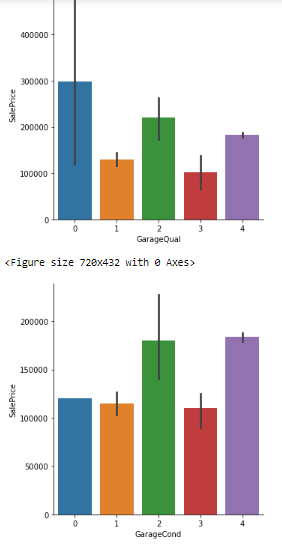 400000
300000
SalePrice
200000
100000
0
0 1 2 3 4
GarageQual
<Figure size 720x432 with 0 Axes>
200000
150000
SalePrice
100000
50000
0
0 1 2 3 4
GarageCond